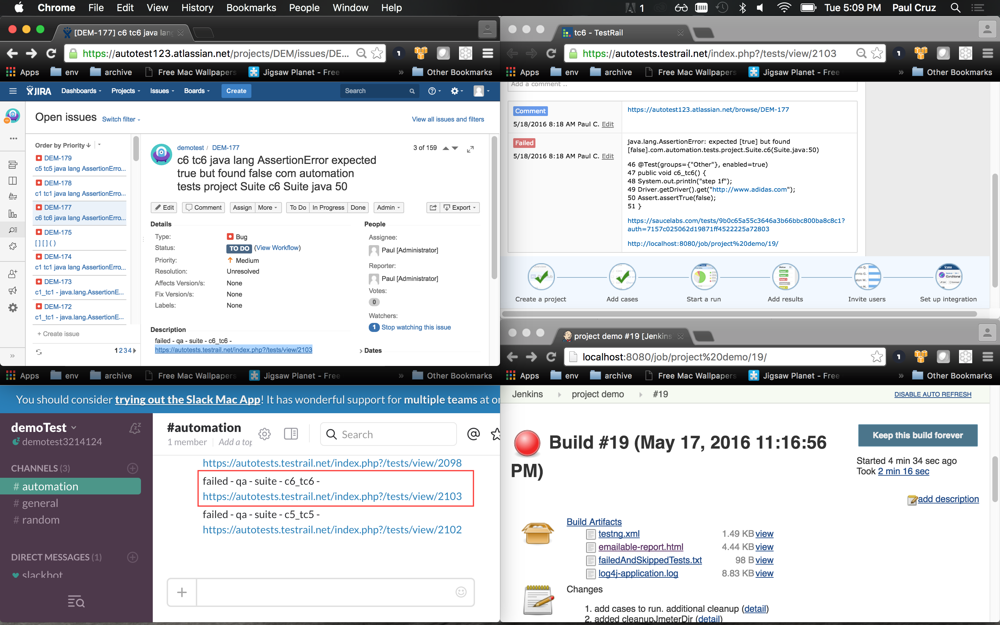 Chrome File Edit View History Bookmarks People Window Help
1 Tue 5:09 PM Paul Cruz
[DEM-177] c6 tc6 java lang
https://autotest123.atlassian.net/projects/DEM/issues/DE...
Apps env archive Free Mac Wallpapers Jigsaw Planet - Free » Other Bookmarks
JIRA Dashboards Projects Issues Boards Create Search
Open issues Switch filter View all issues and filters
Order by Priority
DEM-179
c5 tc5 java lang AssertionErro...
DEM-178
c1 tc1 java lang AssertionErro...
DEM-177
c6 tc6 java lang AssertionErro...
DEM-175
[ ] [ ] ( )
DEM-174
c1 tc1 java lang AssertionErro...
DEM-173
c1_tc1 - java.lang.AssertionE...
DEM-172
c1_tc1 - java.lang.AssertionE...
+ Create issue
1 2 3 4
»
demotest / DEM-177
3 of 159
c6 tc6 java lang AssertionError expected
true but found false com automation
tests project Suite c6 Suite java 50
Edit Comment Assign More To Do In Progress Done Admin Export
Details
Type: Bug
Status: TO DO (View Workflow)
Priority: Medium
Resolution: Unresolved
Affects Version/s: None
Fix Version/s: None
Labels: None
People
Assignee:
Paul [Administrator]
Reporter:
Paul [Administrator]
Votes:
0
Watchers:
1 Stop watching this issue
Description
failed - qa - suite - c6_tc6 -
https://autotests.testrail.net/index.php?/tests/view/2103
Dates
tc6 - TestRail
https://autotests.testrail.net/index.php?/tests/view/2103
1
Apps env archive Free Mac Wallpapers Jigsaw Planet - Free » Other Bookmarks
Add a comment ..
Comment
5/18/2016 8:18 AM Paul C. Edit
https://autotest123.atlassian.net/browse/DEM-177
Failed
5/18/2016 8:18 AM Paul C. Edit
java.lang.AssertionError: expected [true] but found
[false].com.automation.tests.project.Suite.c6(Suite.java:50)
46 @Test(groups={"Other"}, enabled=true)
47 public void c6_tc6() {
48 System.out.println("step 1f");
49 Driver.getDriver().get("http://www.adidas.com");
50 Assert.assertTrue(false);
51 }
https://saucelabs.com/tests/9b0c65a55c3646a3b66bbc800ba8c8c1?
auth=7157c025062d19871ff4522225a72803
http://localhost:8080/job/project%20demo/19/
Create a project Add cases Start a run Add results Invite users Set up integration
Apps env archive Free Mac Wallpapers Jigsaw Planet - Free » Other Bookmarks
You should consider trying out the Slack Mac App! It has wonderful support for multiple teams at or
demoTest
demotest3214124
CHANNELS (3)
# automation
# general
# random
DIRECT MESSAGES (1)
slackbot
#automation
1 member Add a top
Search
https://autotests.testrail.net/index.php?/tests/view/2098
failed - qa - suite - c6_tc6 -
https://autotests.testrail.net/index.php?/tests/view/2103
failed - qa - suite - c5_tc5 -
https://autotests.testrail.net/index.php?/tests/view/2102
project demo #19 [Jenkins
localhost:8080/job/project%20demo/19/
1
Apps env archive Free Mac Wallpapers Jigsaw Planet - Free » Other Bookmarks
Jenkins project demo #19 DISABLE AUTO REFRESH
Build #19 (May 17, 2016 11:16:56
PM)
Keep this build forever
Started 4 min 34 sec ago
Took 2 min 16 sec
add description
Build Artifacts
testng.xml 1.49 KB view
emailable-report.html 4.44 KB view
failedAndSkippedTests.txt 98 B view
log4j-application.log 8.83 KB view
Changes
1. add cases to run. additional cleanup (detail)
2. added cleanupJmeterDir (detail)